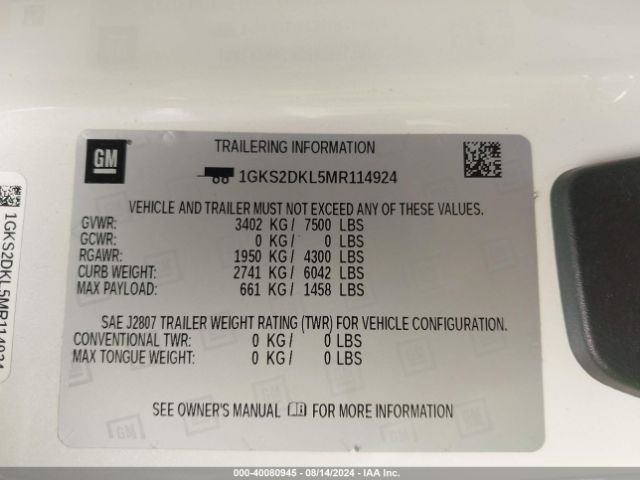 GM
TRAILERING INFORMATION
1GKS2DKL5MR114924
VEHICLE AND TRAILER MUST NOT EXCEED ANY OF THESE VALUES.
GVWR: 3402 KG / 7500 LBS
GCWR: 0 KG / 0 LBS
RGAWR: 1950 KG / 4300 LBS
CURB WEIGHT: 2741 KG / 6042 LBS
MAX PAYLOAD: 661 KG / 1458 LBS
SAE J2807 TRAILER WEIGHT RATING (TWR) FOR VEHICLE CONFIGURATION.
CONVENTIONAL TWR: 0 KG / 0 LBS
MAX TONGUE WEIGHT: 0 KG / 0 LBS
SEE OWNER'S MANUAL FOR MORE INFORMATION
1GKS2DKL5MR114924
000-40080945 - 08/14/2024 - IAA Inc.